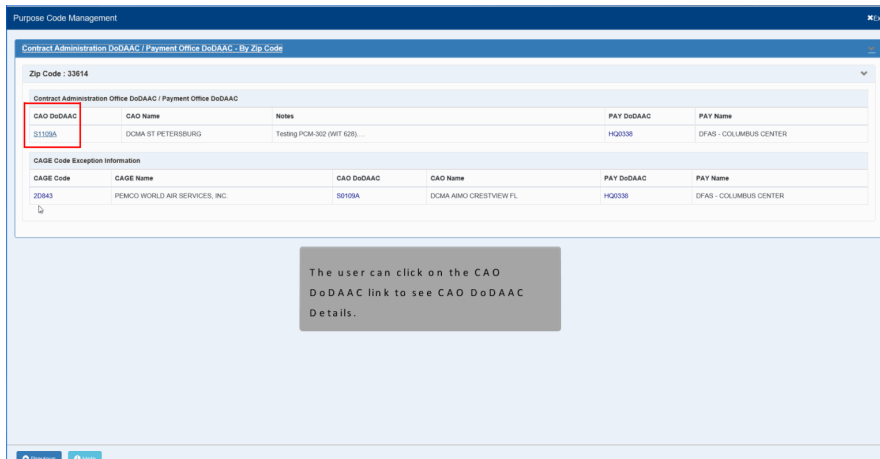 Purpose Code Management
Contract Administration DoDAAC / Payment Office DoDAAC - By Zip Code
Zip Code : 33614
Contract Administration Office DoDAAC / Payment Office DoDAAC
CAO DoDAAC CAO Name Notes PAY DoDAAC PAY Name
S1109A DCMA ST PETERSBURG Testing PCM-302 (WIT 628).... HQ0338 DFAS - COLUMBUS CENTER
CAGE Code Exception Information
CAGE Code CAGE Name CAO DoDAAC CAO Name PAY DoDAAC PAY Name
2D843 PEMCO WORLD AIR SERVICES, INC. S0109A DCMA AIMO CRESTVIEW FL HQ0338 DFAS - COLUMBUS CENTER
The user can click on the CAO
DoDAAC link to see CAO DoDAAC
Details.